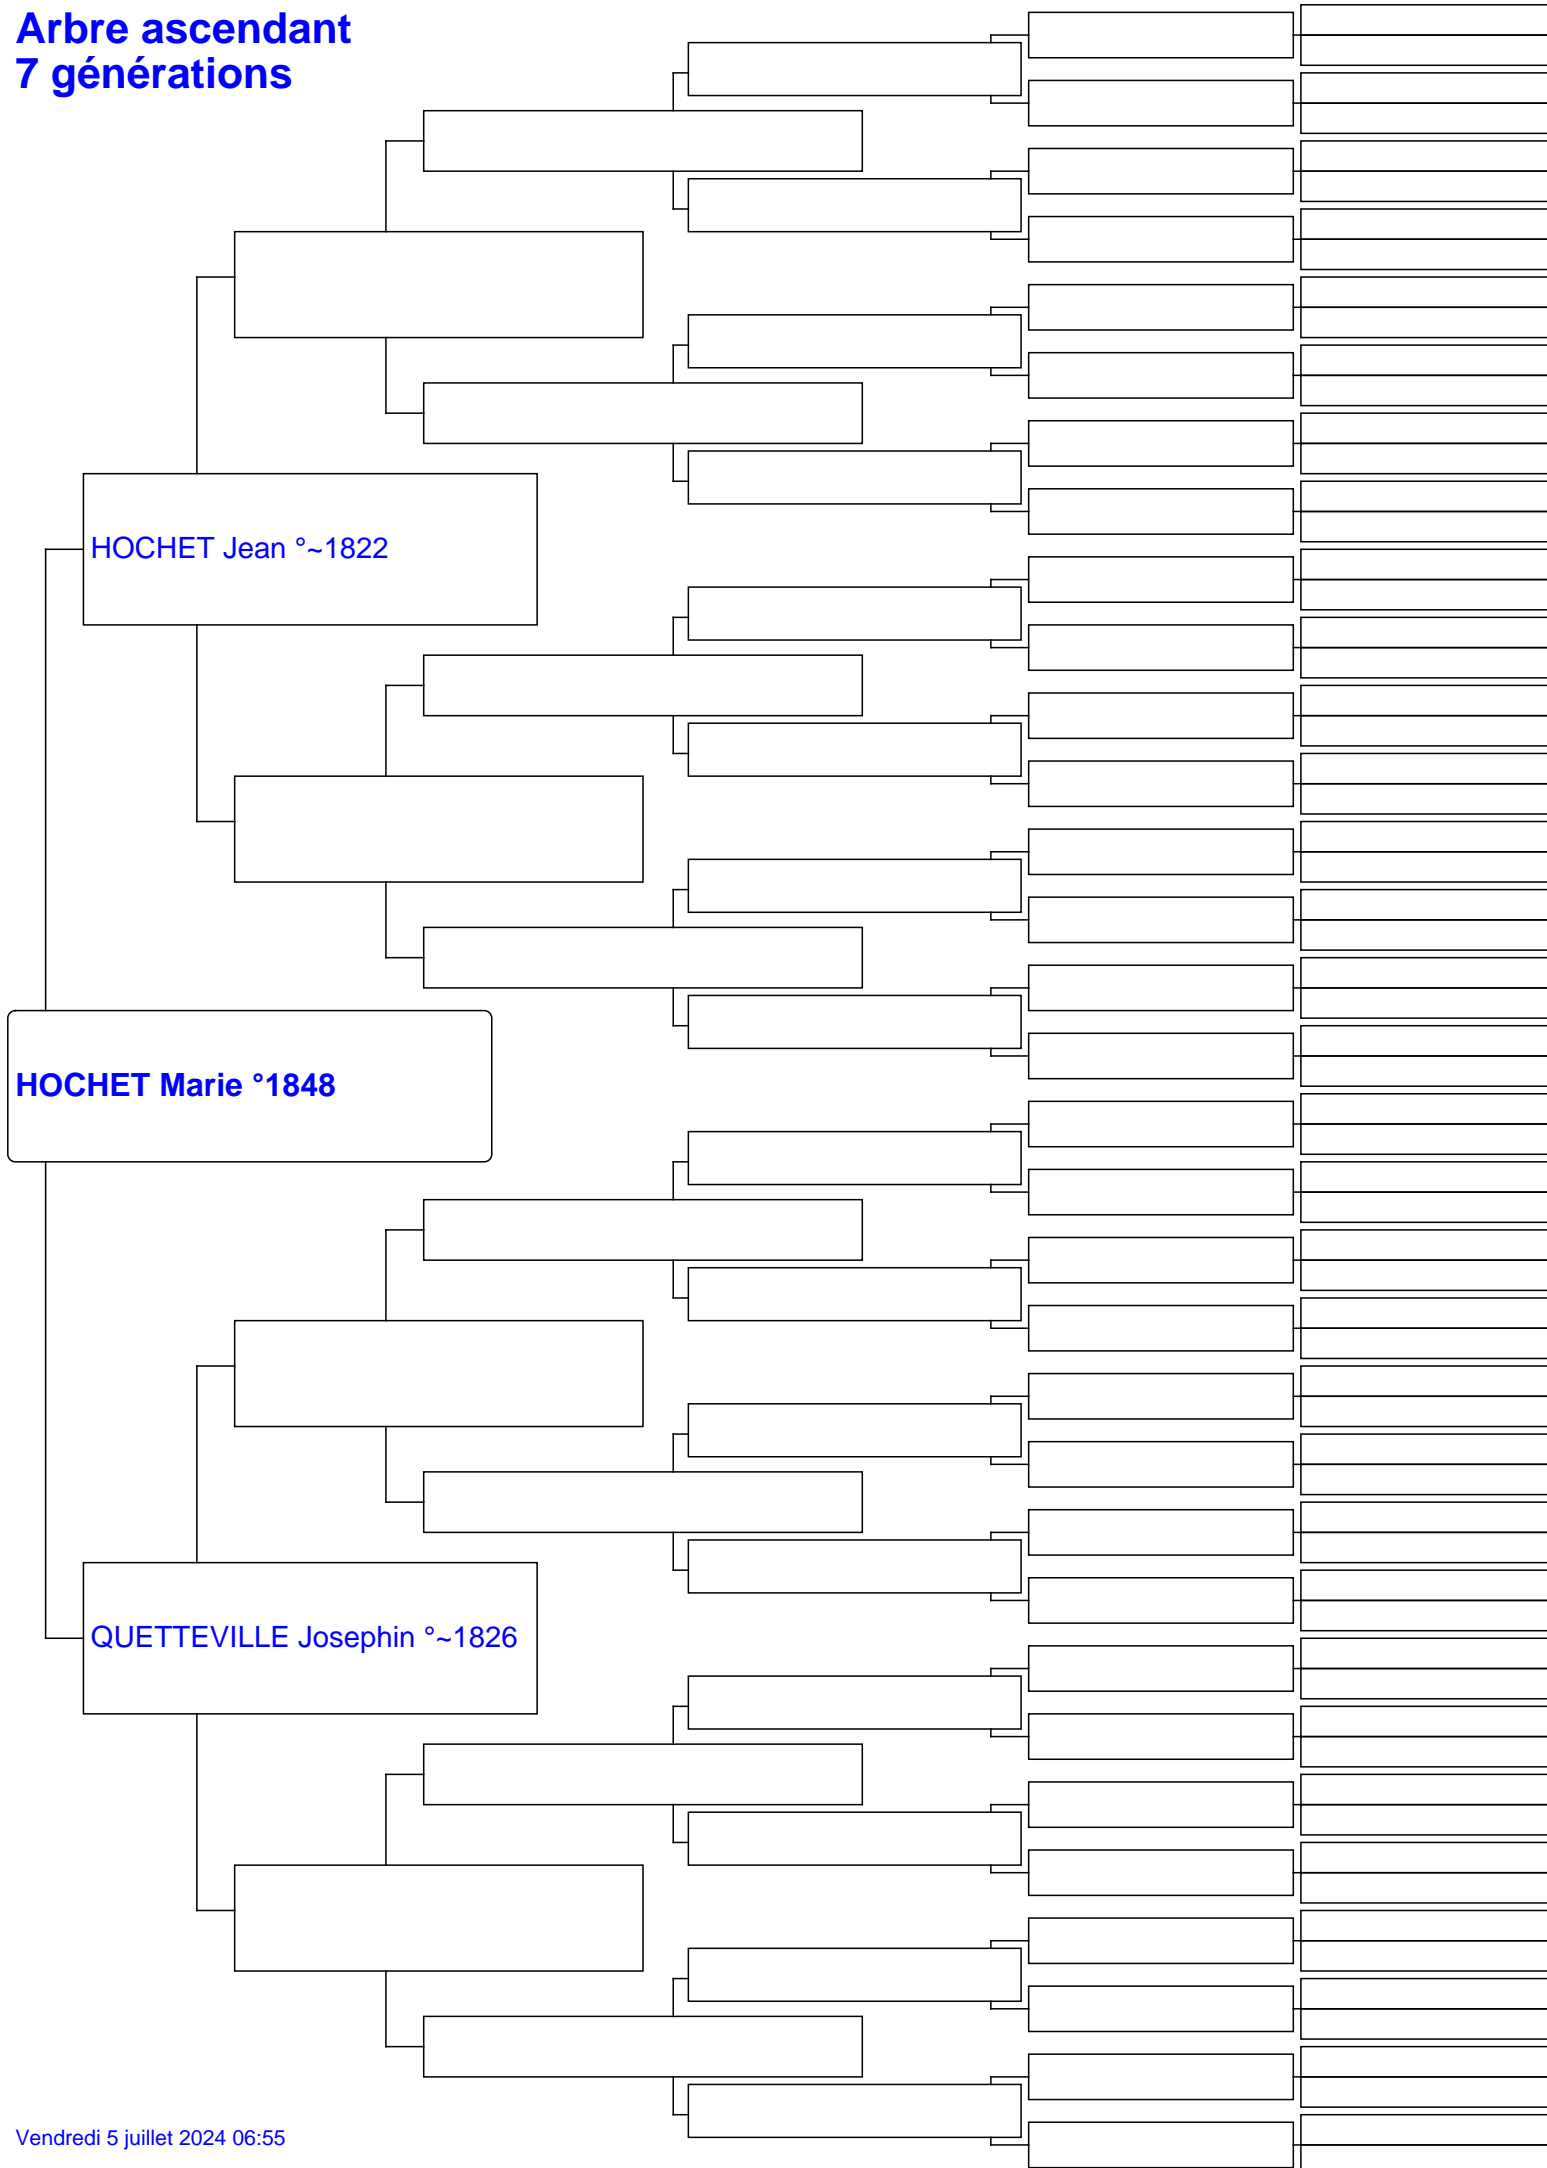 Arbre ascendant
7 générations
HOCHET Jean °~1822
HOCHET Marie °1848
QUETTEVILLE Josephin °~1826
Vendredi 5 juillet 2024 06:55